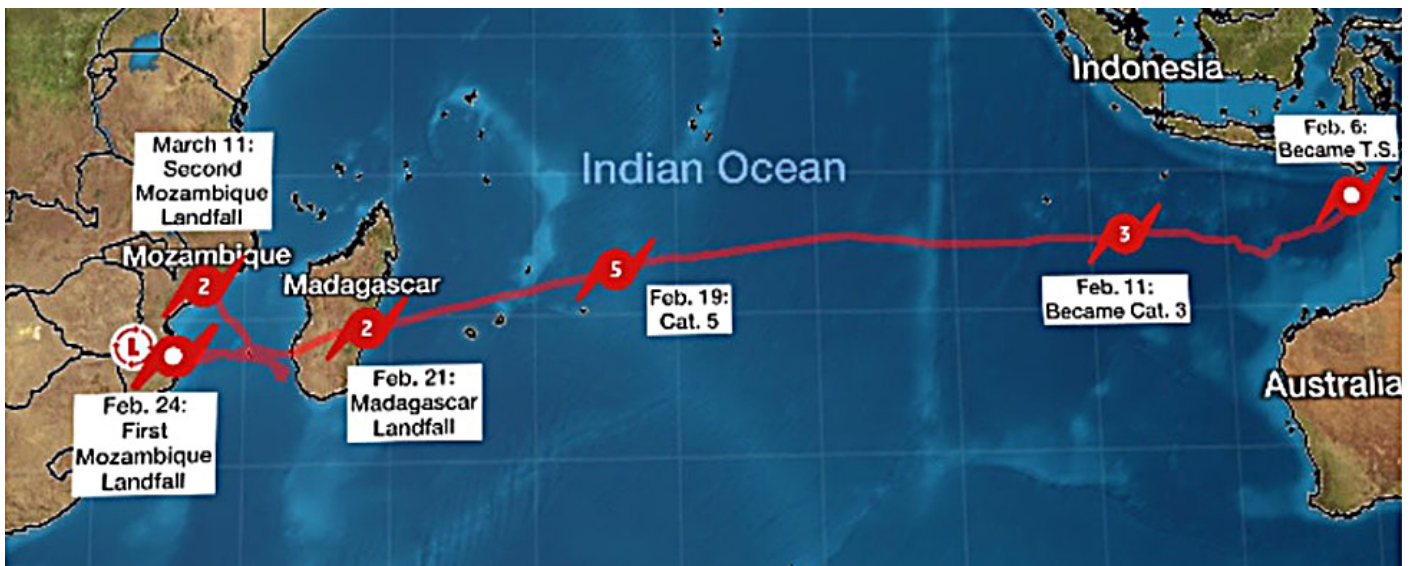 Indonesia
Feb. 6:
Became T.S.
March 11:
Second
Mozambique
Landfall
Indian Ocean
Mozambique
2
Madagascar
5
3
Feb. 19:
Cat. 5
Feb. 11:
Became Cat. 3
L
2
Feb. 21:
Madagascar
Landfall
Australia
Feb. 24:
First
Mozambique
Landfall